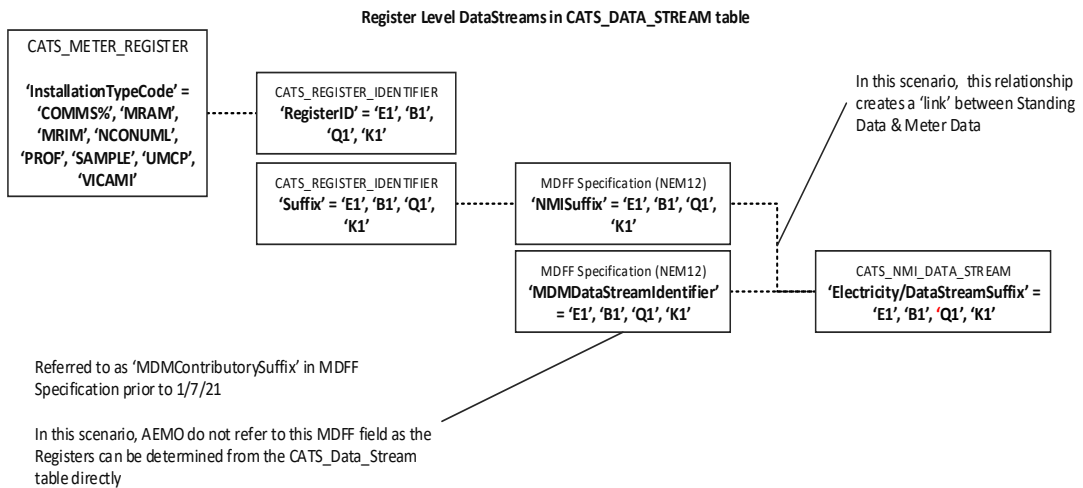 Register Level DataStreams in CATS_DATA_STREAM table
CATS_METER_REGISTER
‘InstallationTypeCode’ =
‘COMMS%’, ‘MRAM’,
‘MRIM’, ‘NCONUML’,
‘PROF’, ‘SAMPLE’, ‘UMCP’,
‘VICAMI’
CATS_REGISTER_IDENTIFIER
‘RegisterID’ = ‘E1’, ‘B1’,
‘Q1’, ‘K1’
CATS_REGISTER_IDENTIFIER
‘Suffix’ = ‘E1’, ‘B1’, ‘Q1’,
‘K1’
MDFF Specification (NEM12)
‘NMISuffix’ = ‘E1’, ‘B1’, ‘Q1’,
‘K1’
MDFF Specification (NEM12)
‘MDMDataStreamIdentifier’
= ‘E1’, ‘B1’, ‘Q1’, ‘K1’
In this scenario, this relationship
creates a ‘link’ between Standing
Data & Meter Data
CATS_NMI_DATA_STREAM
‘Electricity/DataStreamSuffix’ =
‘E1’, ‘B1’, ‘Q1’, ‘K1’
Referred to as ‘MDMContributorySuffix’ in MDFF
Specification prior to 1/7/21
In this scenario, AEMO do not refer to this MDFF field as the
Registers can be determined from the CATS_Data_Stream
table directly